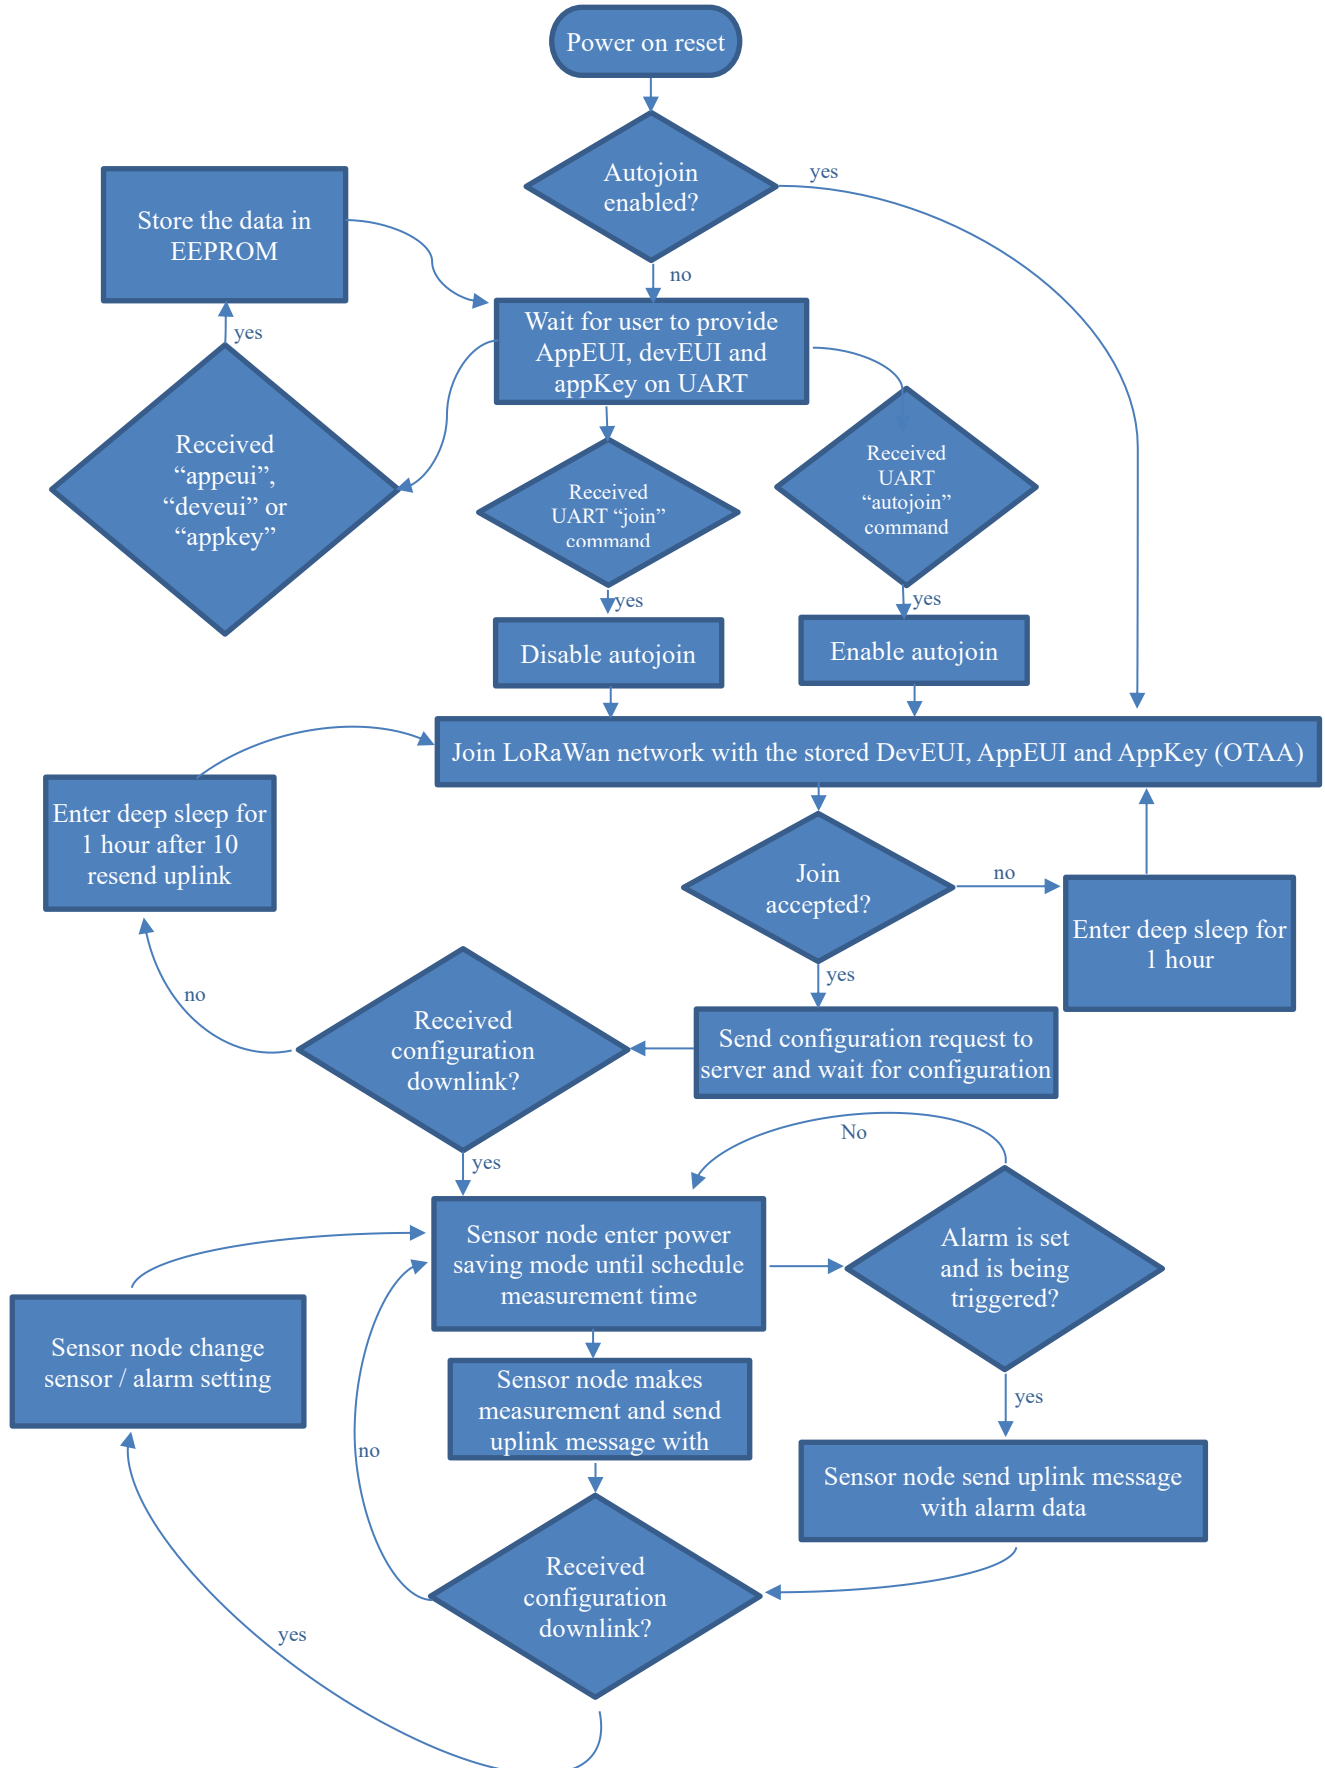 Power on reset
Autojoin
enabled?
yes
no
Store the data in
EEPROM
yes
Wait for user to provide
AppEUI, devEUI and
appKey on UART
Received
“appeui”,
“deveui” or
“appkey”
Received
UART “join”
command
yes
Received
UART
“autojoin”
command
yes
Disable autojoin
Enable autojoin
Join LoRaWan network with the stored DevEUI, AppEUI and AppKey (OTAA)
Enter deep sleep for
1 hour after 10
resend uplink
Join
accepted?
no
Enter deep sleep for
1 hour
yes
no
Received
configuration
downlink?
Send configuration request to
server and wait for configuration
yes
No
Sensor node enter power
saving mode until schedule
measurement time
Alarm is set
and is being
triggered?
Sensor node change
sensor / alarm setting
Sensor node makes
measurement and send
uplink message with
yes
no
Sensor node send uplink message
with alarm data
Received
configuration
downlink?
yes